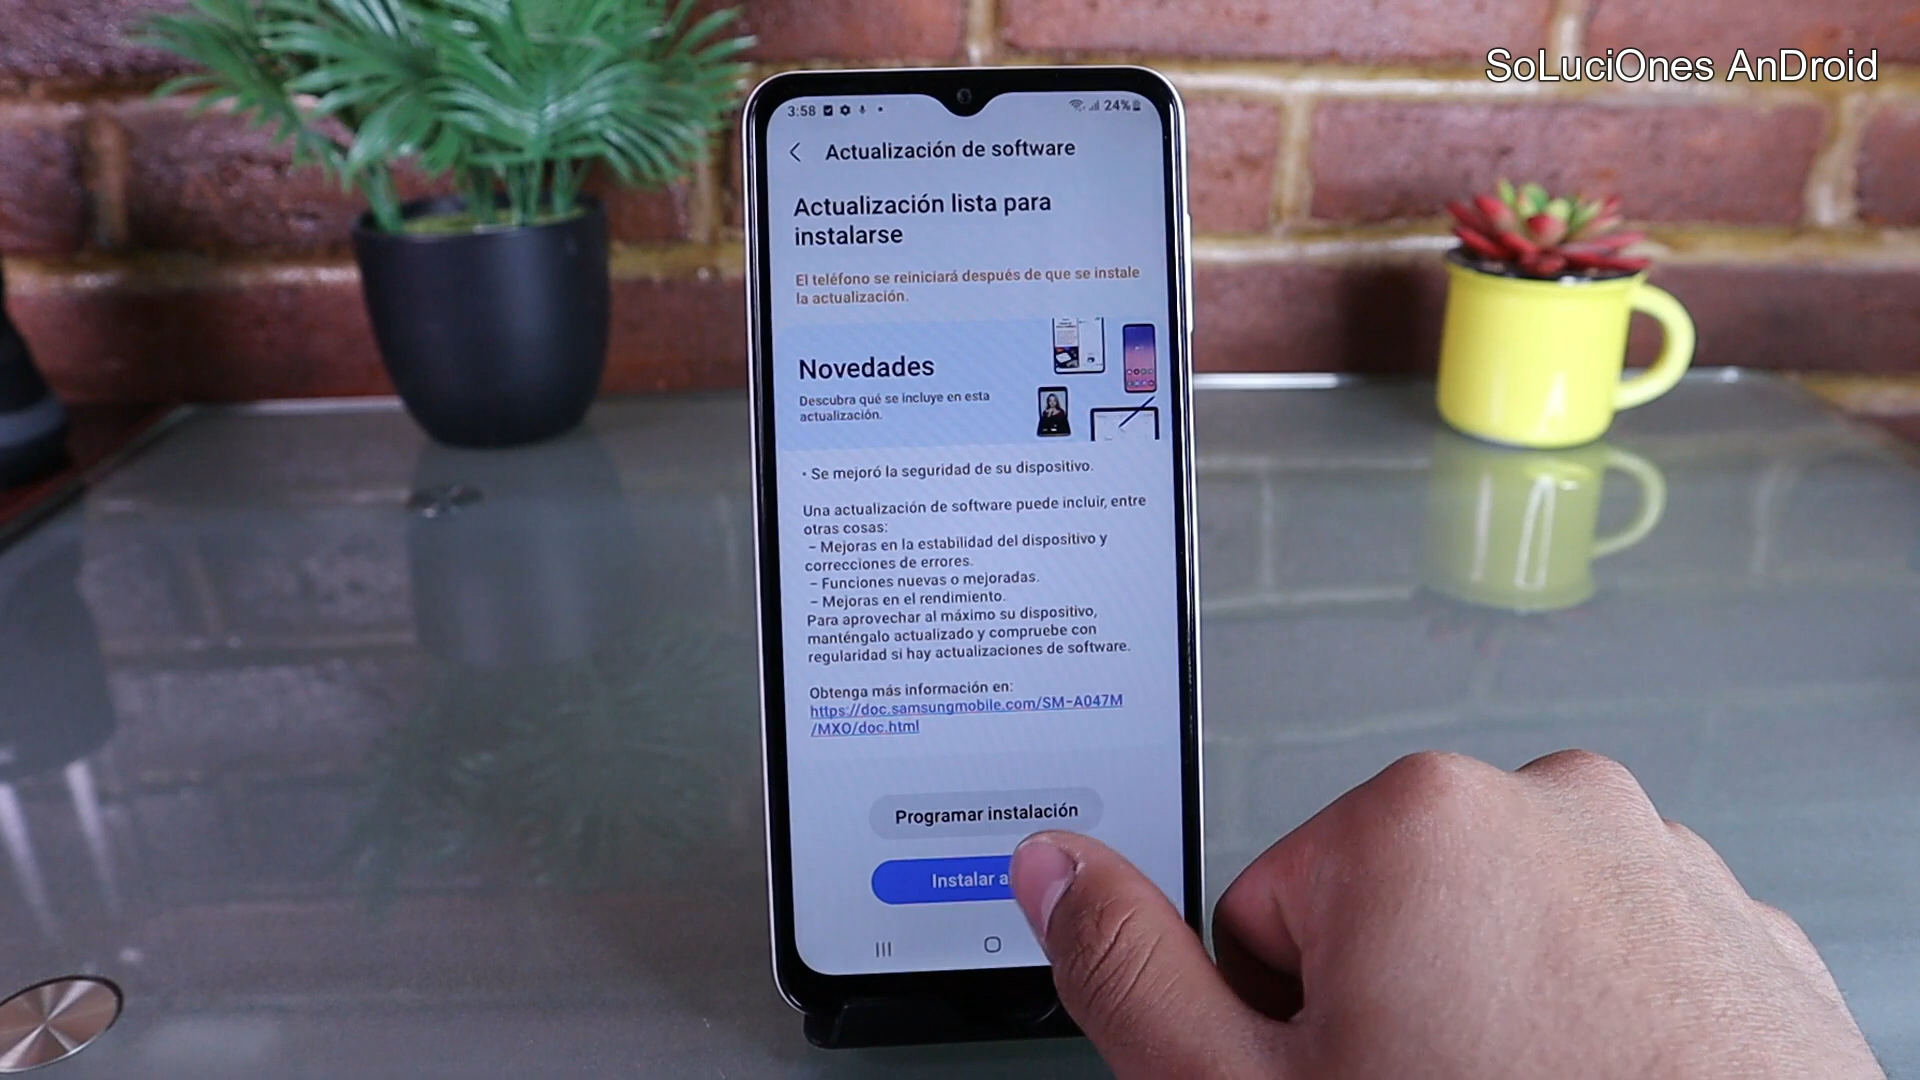 SoLuciOnes AnDroid
3:58
24%
Actualización de software
Actualización lista para
instalarse
El teléfono se reiniciará después de que se instale
la actualización.
Novedades
Descubra qué se incluye en esta
actualización.
• Se mejoró la seguridad de su dispositivo.
Una actualización de software puede incluir, entre
otras cosas:
– Mejoras en la estabilidad del dispositivo y
correcciones de errores.
– Funciones nuevas o mejoradas.
– Mejoras en el rendimiento.
Para aprovechar al máximo su dispositivo,
manténgalo actualizado y compruebe con
regularidad si hay actualizaciones de software.
Obtenga más información en:
https://doc.samsungmobile.com/SM-A047M
/MXO/doc.html
Programar instalación
Instalar a